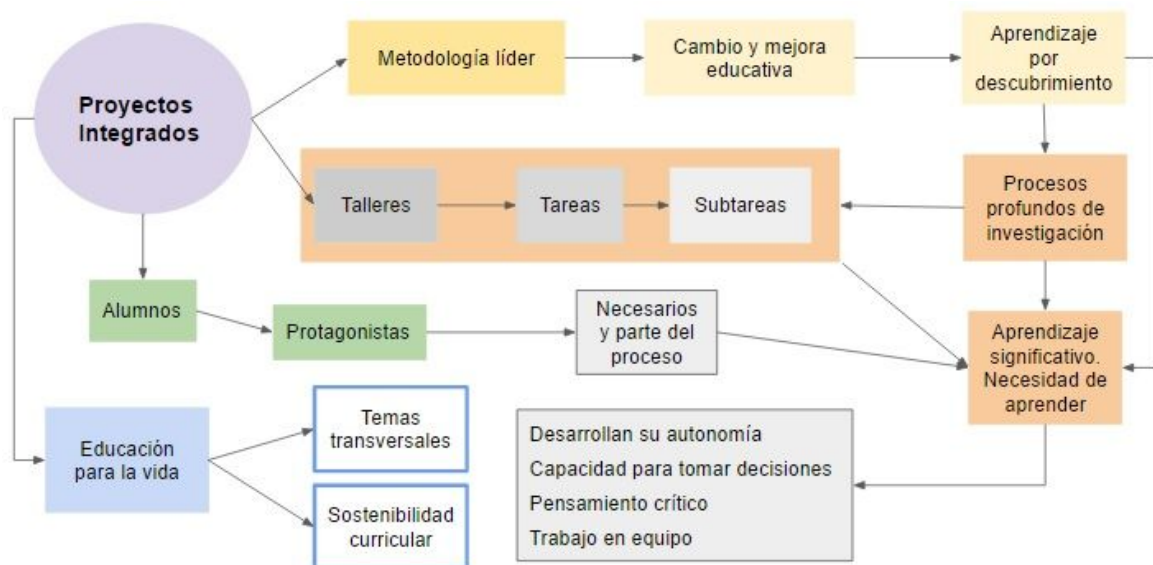 Proyectos
Integrados
Metodología líder
Cambio y mejora
educativa
Aprendizaje
por
descubrimiento
Talleres
Tareas
Subtareas
Procesos
profundos de
investigación
Alumnos
Protagonistas
Necesarios
y parte del
proceso
Aprendizaje
significativo.
Necesidad de
aprender
Educación
para la vida
Temas
transversales
Sostenibilidad
curricular
Desarrollan su autonomía
Capacidad para tomar decisiones
Pensamiento crítico
Trabajo en equipo